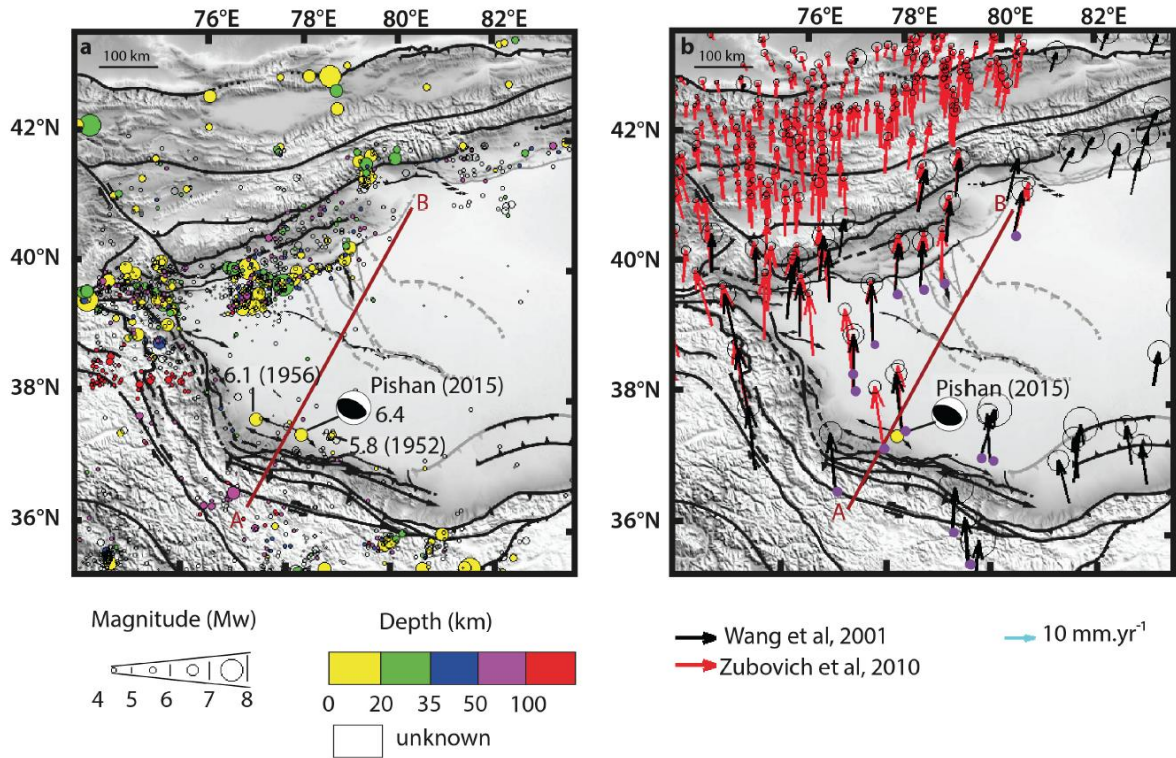 76°E 78°E 80°E 82°E
76°E 78°E 80°E 82°E
a
100 km
b
100 km
42°N
42°N
B
B
40°N
40°N
38°N
38°N
6.1 (1956)
Pishan (2015)
6.4
5.8 (1952)
Pishan (2015)
A
A
36°N
36°N
Magnitude (Mw)
4 5 6 7 8
Depth (km)
0 20 35 50 100
unknown
Wang et al, 2001
10 mm.yr⁻¹
Zubovich et al, 2010